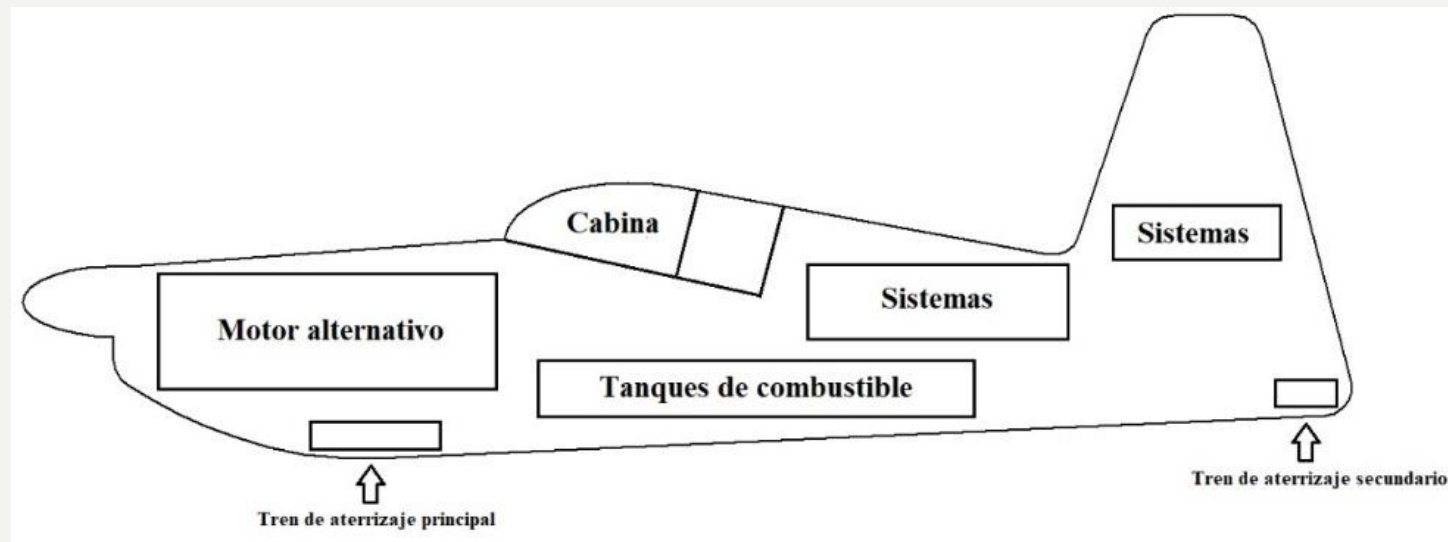 Cabina
Sistemas
Sistemas
Motor alternativo
Tanques de combustible
Tren de aterrizaje secundario
Tren de aterrizaje principal